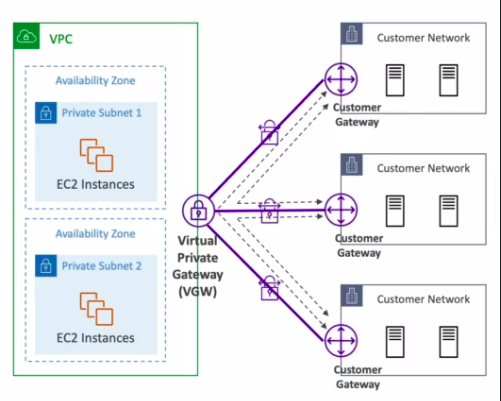 VPC
Availability Zone
Private Subnet 1
EC2 Instances
Availability Zone
Private Subnet 2
EC2 Instances
Virtual
Private
Gateway
(VGW)
Customer Network
Customer
Gateway
Customer Network
Customer
Gateway
Customer Network
Customer
Gateway